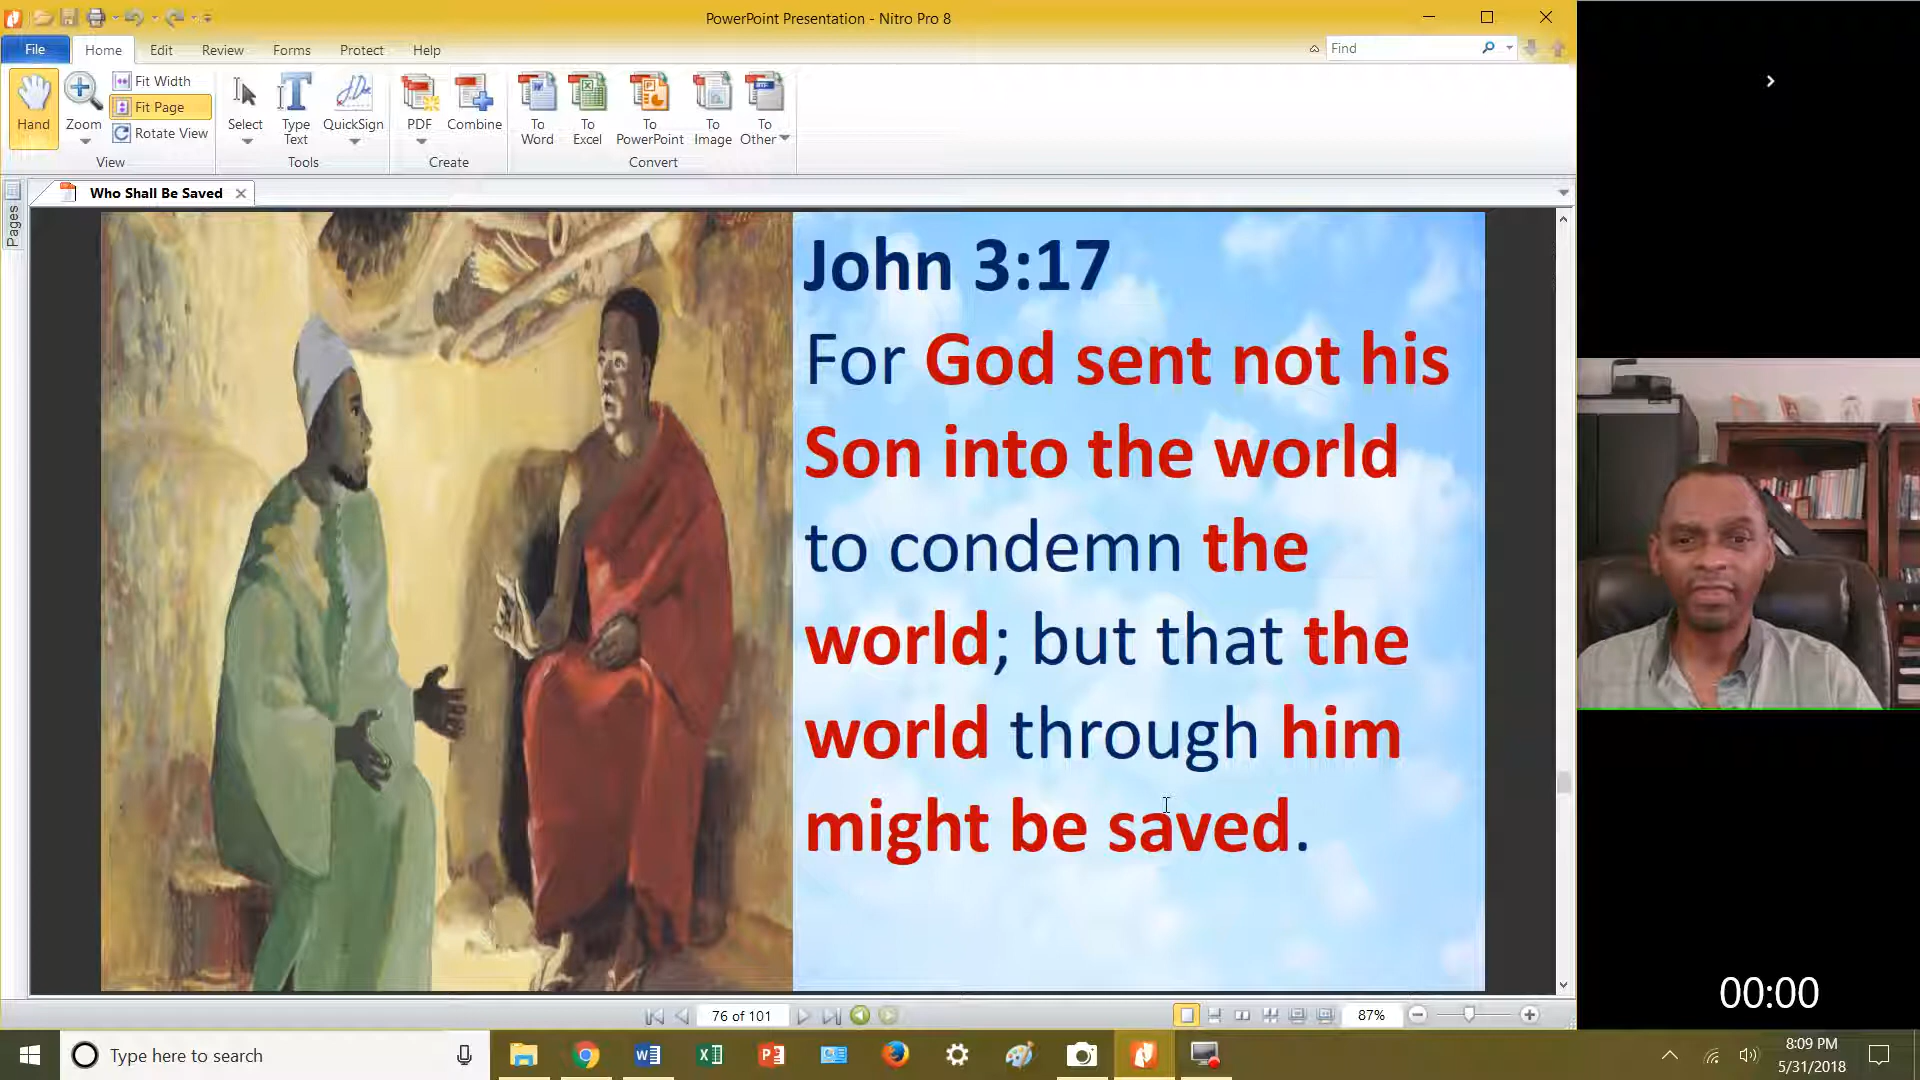 PowerPoint Presentation - Nitro Pro 8
File Home Edit Review Forms Protect Help
Find
Hand
Zoom
Fit Width
Fit Page
Rotate View
View
Select
Type Text
QuickSign
Tools
PDF
Combine
Create
To Word
To Excel
To PowerPoint
To Image
To Other
Convert
Who Shall Be Saved
Pages
John 3:17
For God sent not his
Son into the world
to condemn the
world; but that the
world through him
might be saved.
00:00
76 of 101
87%
Type here to search
8:09 PM
5/31/2018